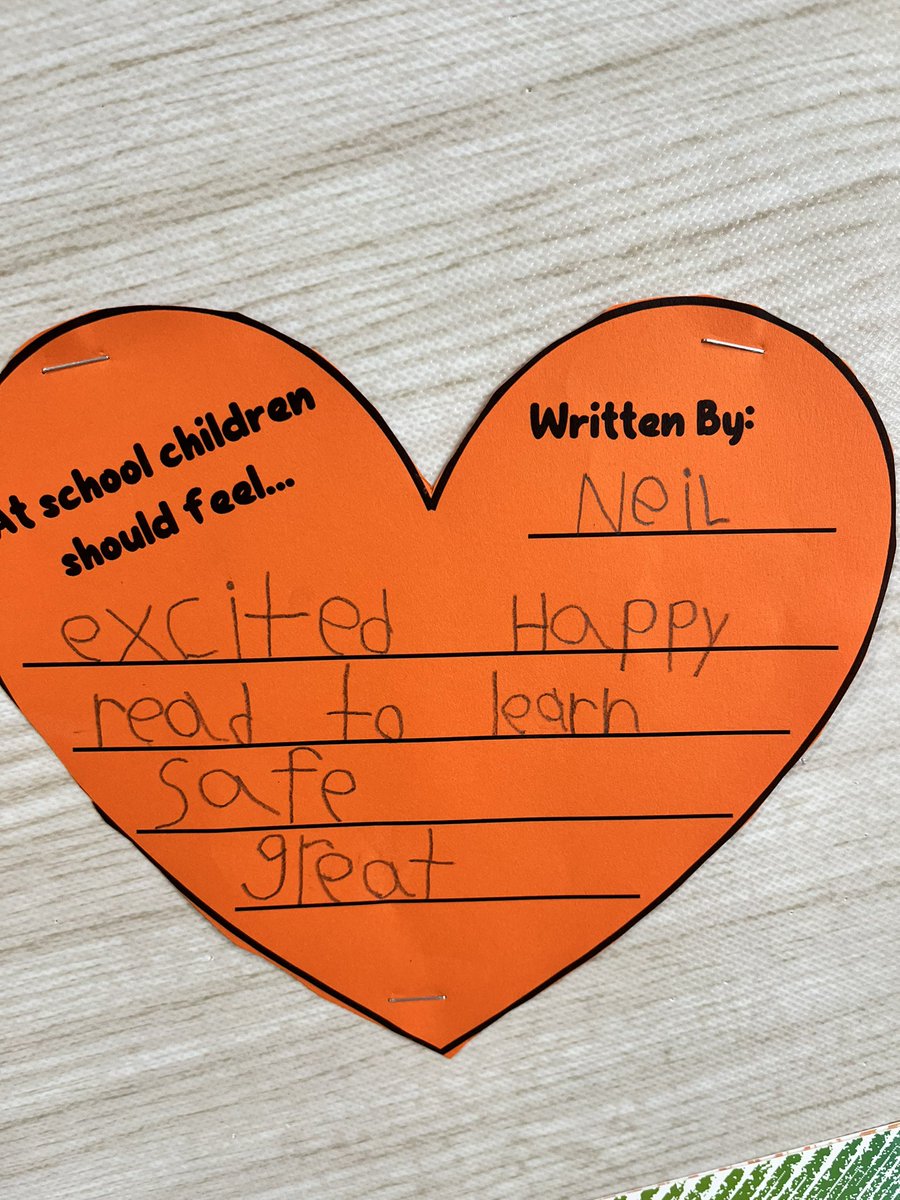 At school children
should feel...
Written By:
NeiL
excited Happy
read to learn
safe
great